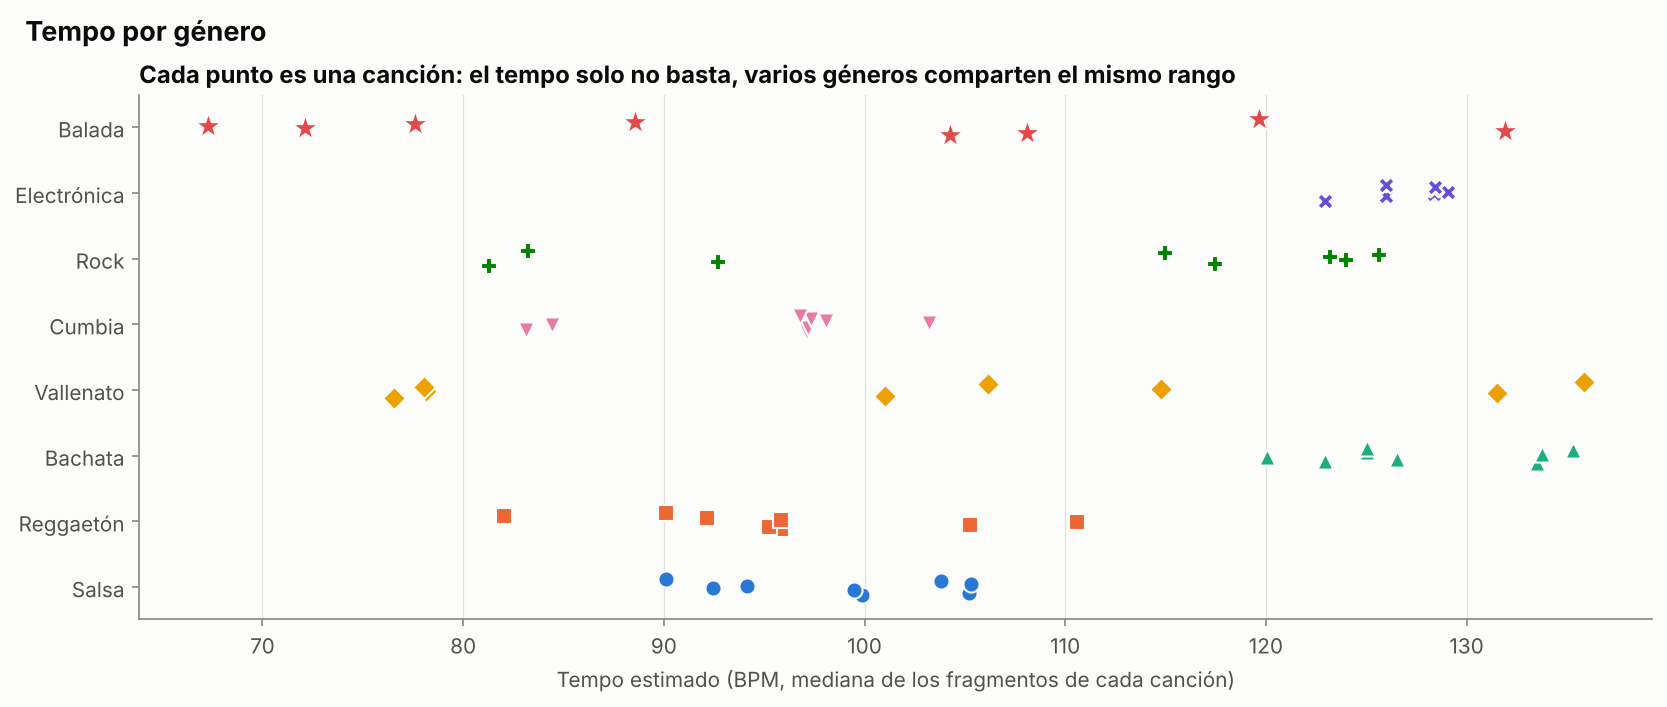 Tempo por género
Cada punto es una canción: el tempo solo no basta, varios géneros comparten el mismo rango
Balada
Electrónica
Rock
Cumbia
Vallenato
Bachata
Reggaetón
Salsa
70 80 90 100 110 120 130
Tempo estimado (BPM, mediana de los fragmentos de cada canción)